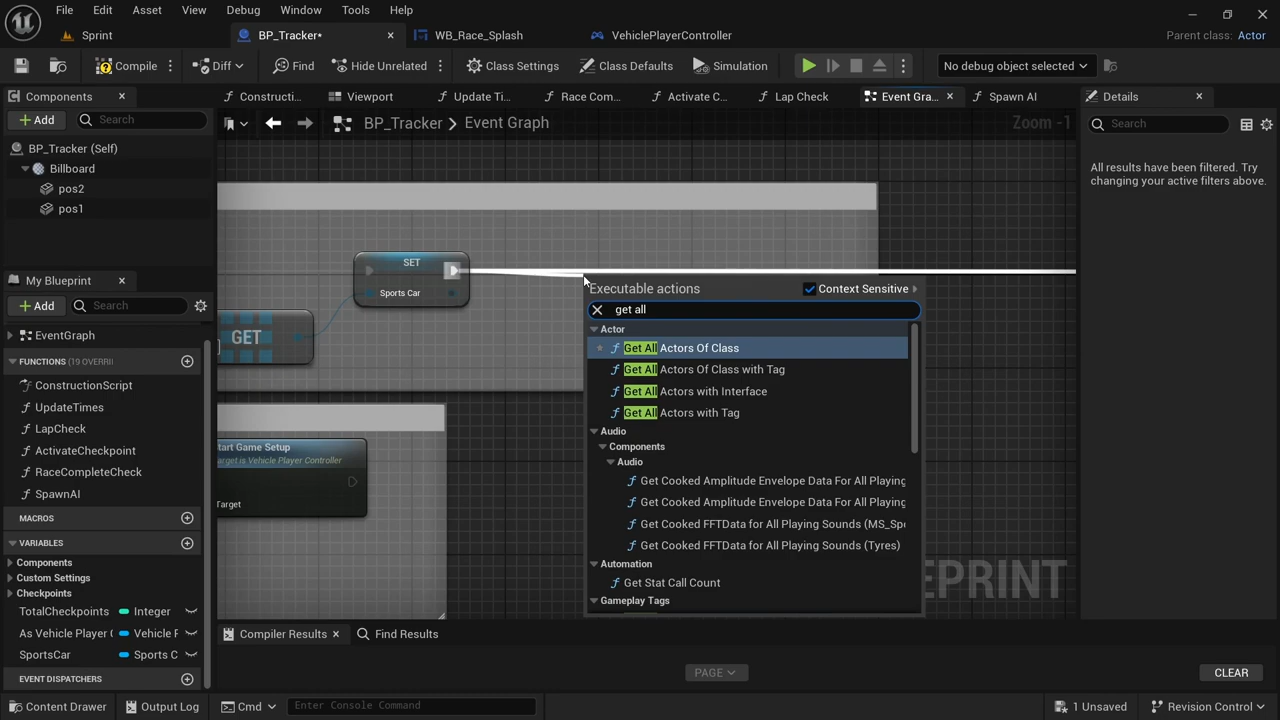 File Edit Asset View Debug Window Tools Help
Sprint BP_Tracker* WB_Race_Splash VehiclePlayerController Parent class: Actor
Compile Diff Find Hide Unrelated Class Settings Class Defaults Simulation No debug object selected
Components Constructi... Viewport Update Ti... Race Com... Activate C... Lap Check Event Gra... Spawn AI Details
Add Search BP_Tracker Event Graph Zoom -1 Search
BP_Tracker (Self)
Billboard
pos2
pos1
All results have been filtered. Try
changing your active filters above.
SET
Sports Car
GET
tart Game Setup
Target is Vehicle Player Controller
Target
Executable actions Context Sensitive
get all
Actor
Get All Actors Of Class
Get All Actors Of Class with Tag
Get All Actors with Interface
Get All Actors with Tag
Audio
Components
Audio
Get Cooked Amplitude Envelope Data For All Playing
Get Cooked Amplitude Envelope Data For All Playing
Get Cooked FFTData for All Playing Sounds (MS_Spo
Get Cooked FFTData for All Playing Sounds (Tyres)
Automation
Get Stat Call Count
Gameplay Tags
EPRINT
My Blueprint
Add Search
EventGraph
FUNCTIONS (19 OVERRI
ConstructionScript
UpdateTimes
LapCheck
ActivateCheckpoint
RaceCompleteCheck
SpawnAI
MACROS
VARIABLES
Components
Custom Settings
Checkpoints
TotalCheckpoints Integer
As Vehicle Player ( Vehicle F
SportsCar Sports C
EVENT DISPATCHERS
Compiler Results Find Results
PAGE CLEAR
Content Drawer Output Log Cmd Enter Console Command 1 Unsaved Revision Control